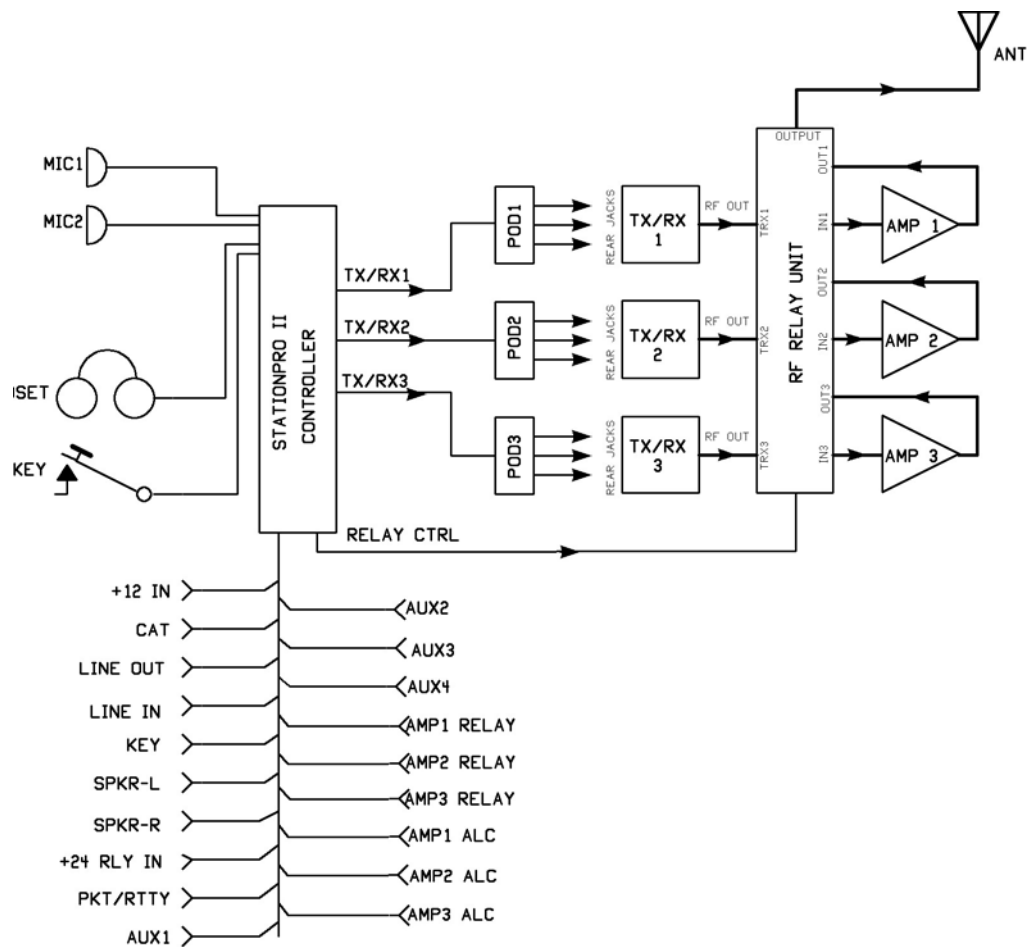 ANT
OUTPUT
MIC1
MIC2
STATIONPRO II
CONTROLLER
TX/RX1
TX/RX2
TX/RX3
POD1
POD2
POD3
REAR JACKS
REAR JACKS
REAR JACKS
TX/RX
1
TX/RX
2
TX/RX
3
RF OUT
RF OUT
RF OUT
TRX1
TRX2
TRX3
RF RELAY UNIT
OUT1
IN1
OUT2
IN2
OUT3
IN3
AMP 1
AMP 2
AMP 3
ISET
KEY
RELAY CTRL
+12 IN
CAT
LINE OUT
LINE IN
KEY
SPKR-L
SPKR-R
+24 RLY IN
PKT/RTTY
AUX1
AUX2
AUX3
AUX4
AMP1 RELAY
AMP2 RELAY
AMP3 RELAY
AMP1 ALC
AMP2 ALC
AMP3 ALC